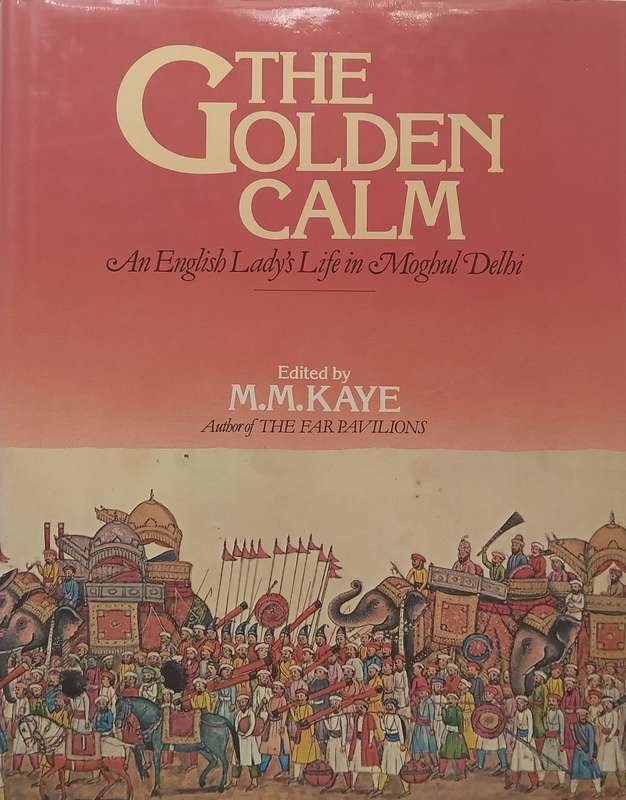 THE
GOLDEN
CALM
An English Lady's Life in Moghul Delhi
Edited by
M.M.KAYE
Author of THE FAR PAVILIONS